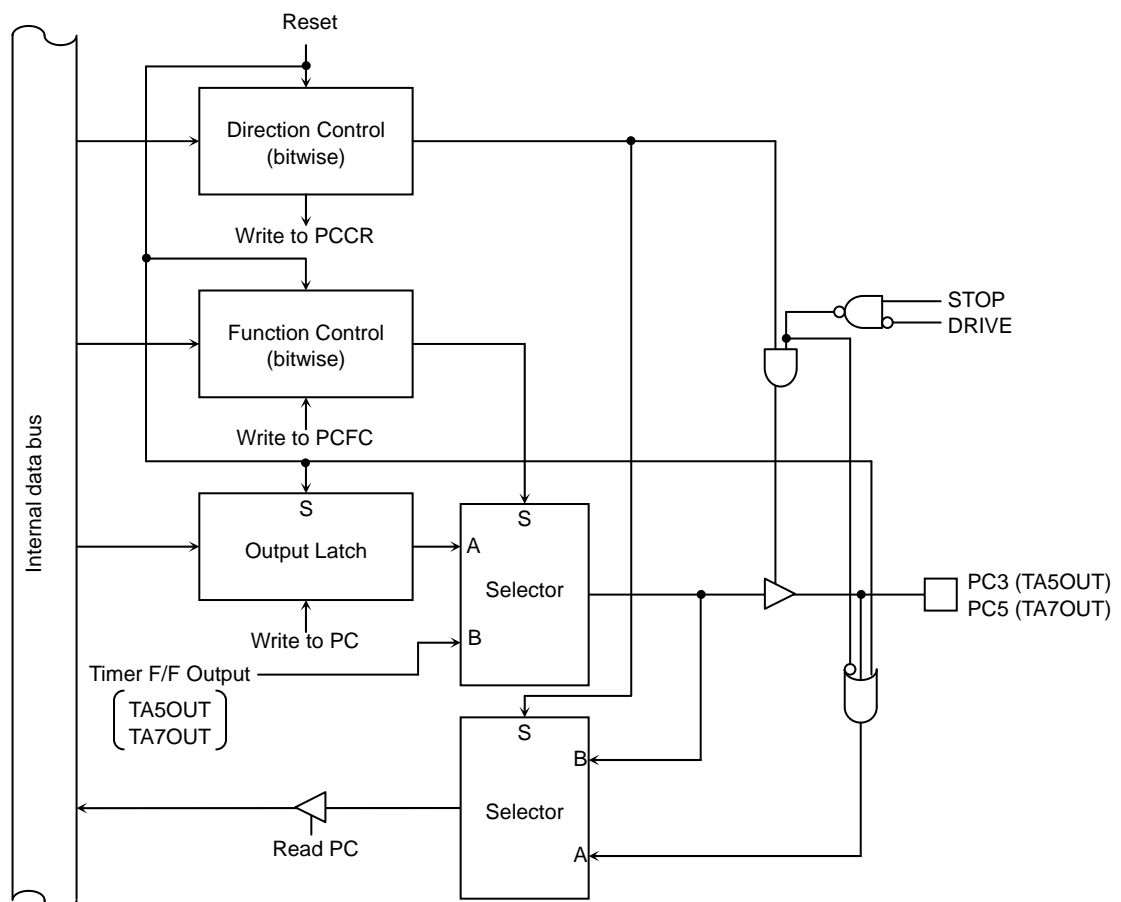 Reset
Direction Control
(bitwise)
Write to PCCR
Function Control
(bitwise)
STOP
DRIVE
Write to PCFC
Internal data bus
S
Output Latch
S
A
Selector
B
Write to PC
PC3 (TA5OUT)
PC5 (TA7OUT)
Timer F/F Output
TA5OUT
TA7OUT
S
B
Selector
A
Read PC